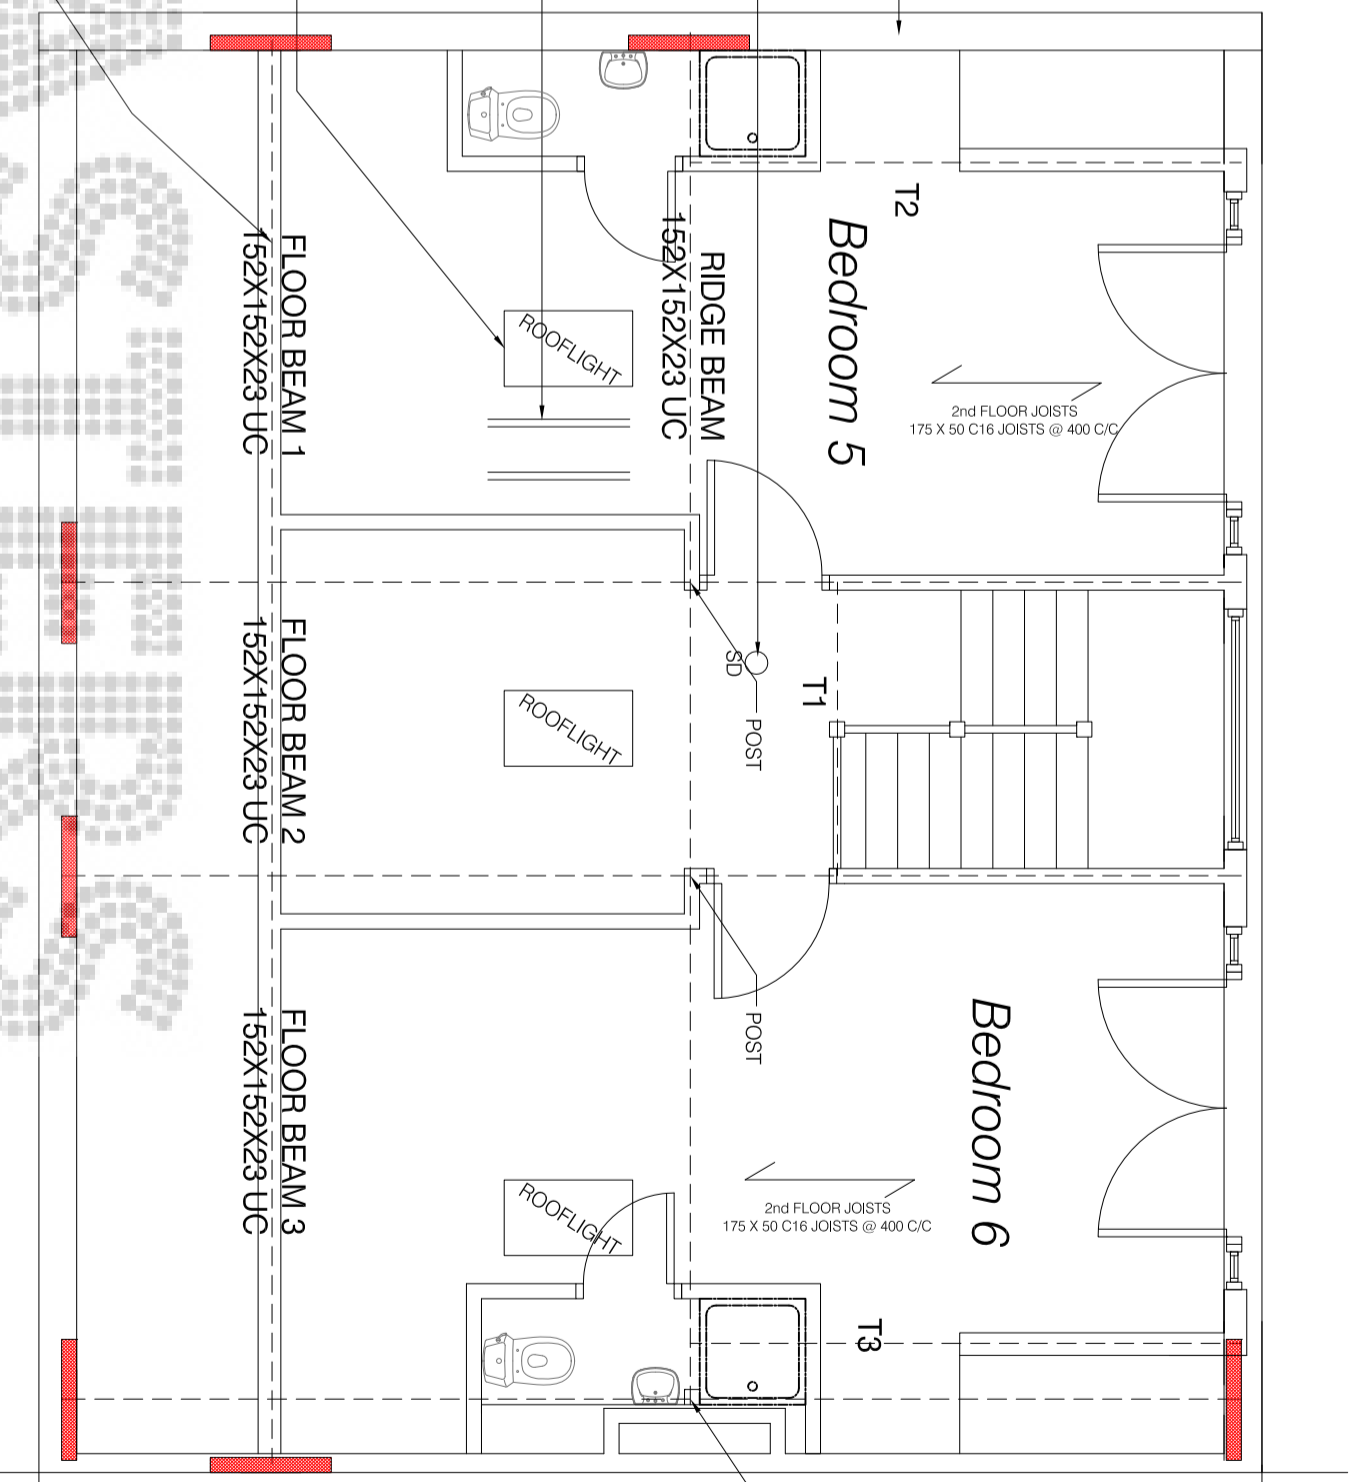 T2
Bedroom 5
RIDGE BEAM
152X152X23 UC
FLOOR BEAM 1
152X152X23 UC
ROOFLIGHT
2nd FLOOR JOISTS
175 X 50 C16 JOISTS @ 400 C/C
FLOOR BEAM 2
152X152X23 UC
ROOFLIGHT
SD
T1
POST
POST
Bedroom 6
FLOOR BEAM 3
152X152X23 UC
ROOFLIGHT
2nd FLOOR JOISTS
175 X 50 C16 JOISTS @ 400 C/C
T3